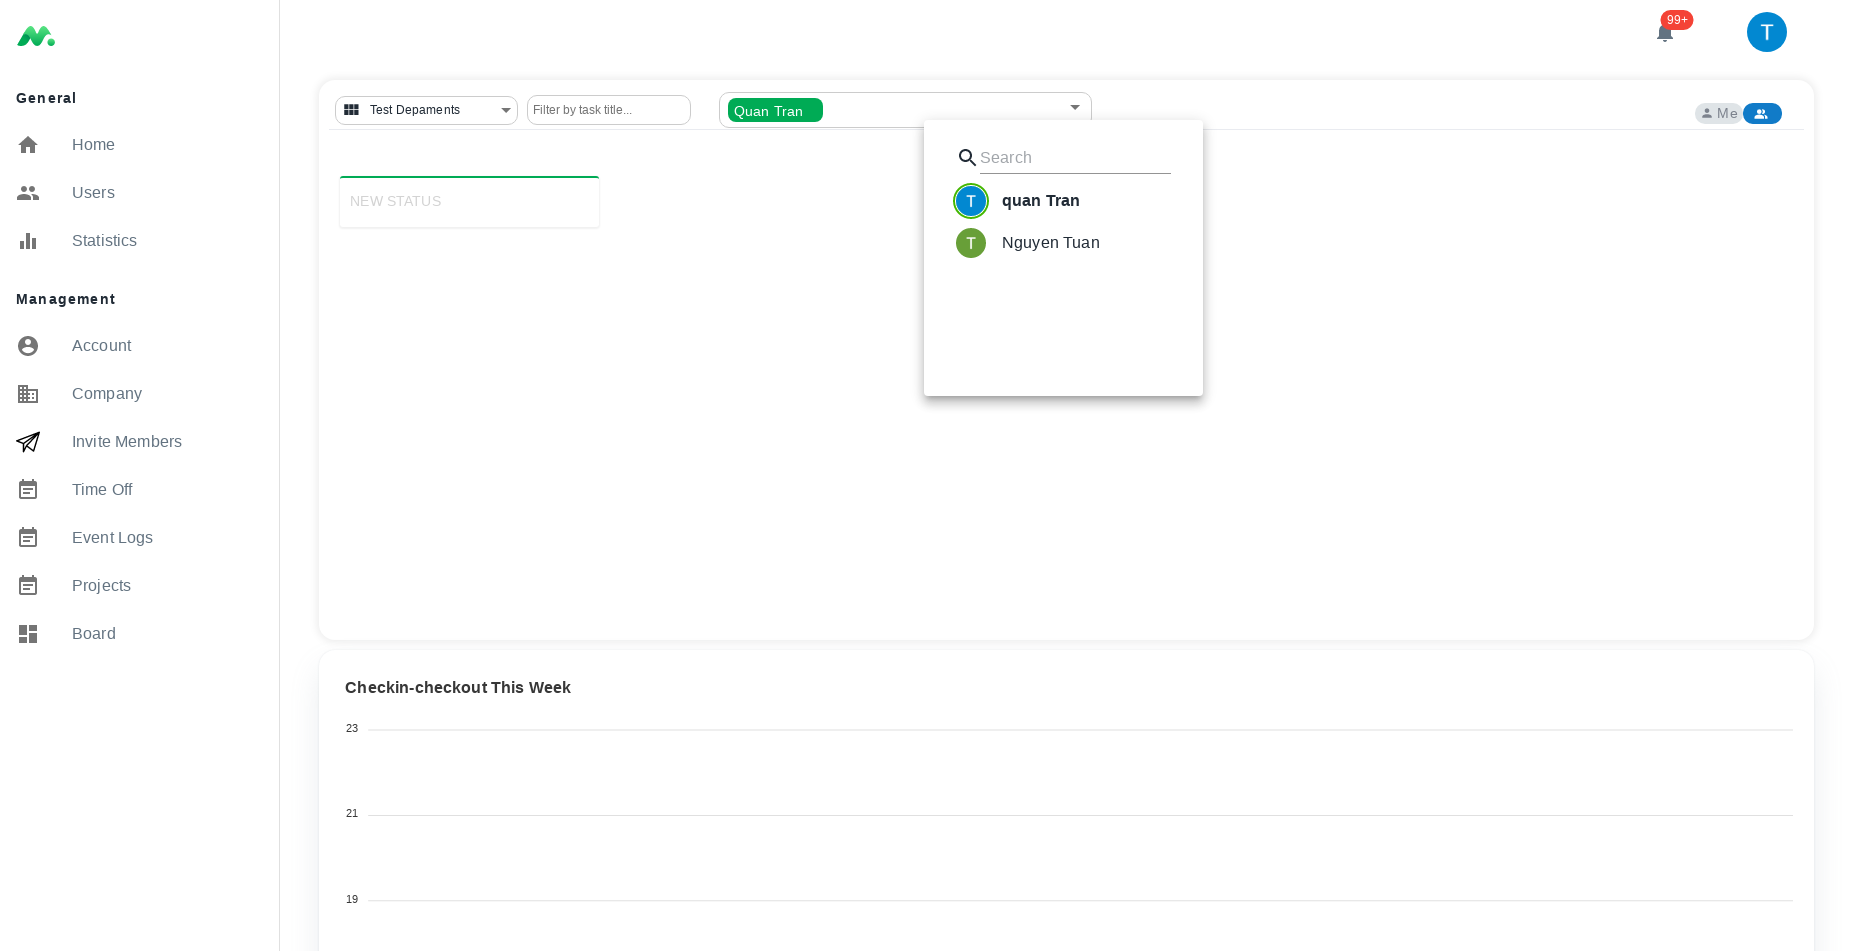 99+
T
General
Home
Users
Statistics
Management
Account
Company
Invite Members
Time Off
Event Logs
Projects
Board
Test Depaments
Filter by task title...
Quan Tran
Me
NEW STATUS
Search
T quan Tran
T Nguyen Tuan
Checkin-checkout This Week
23
21
19